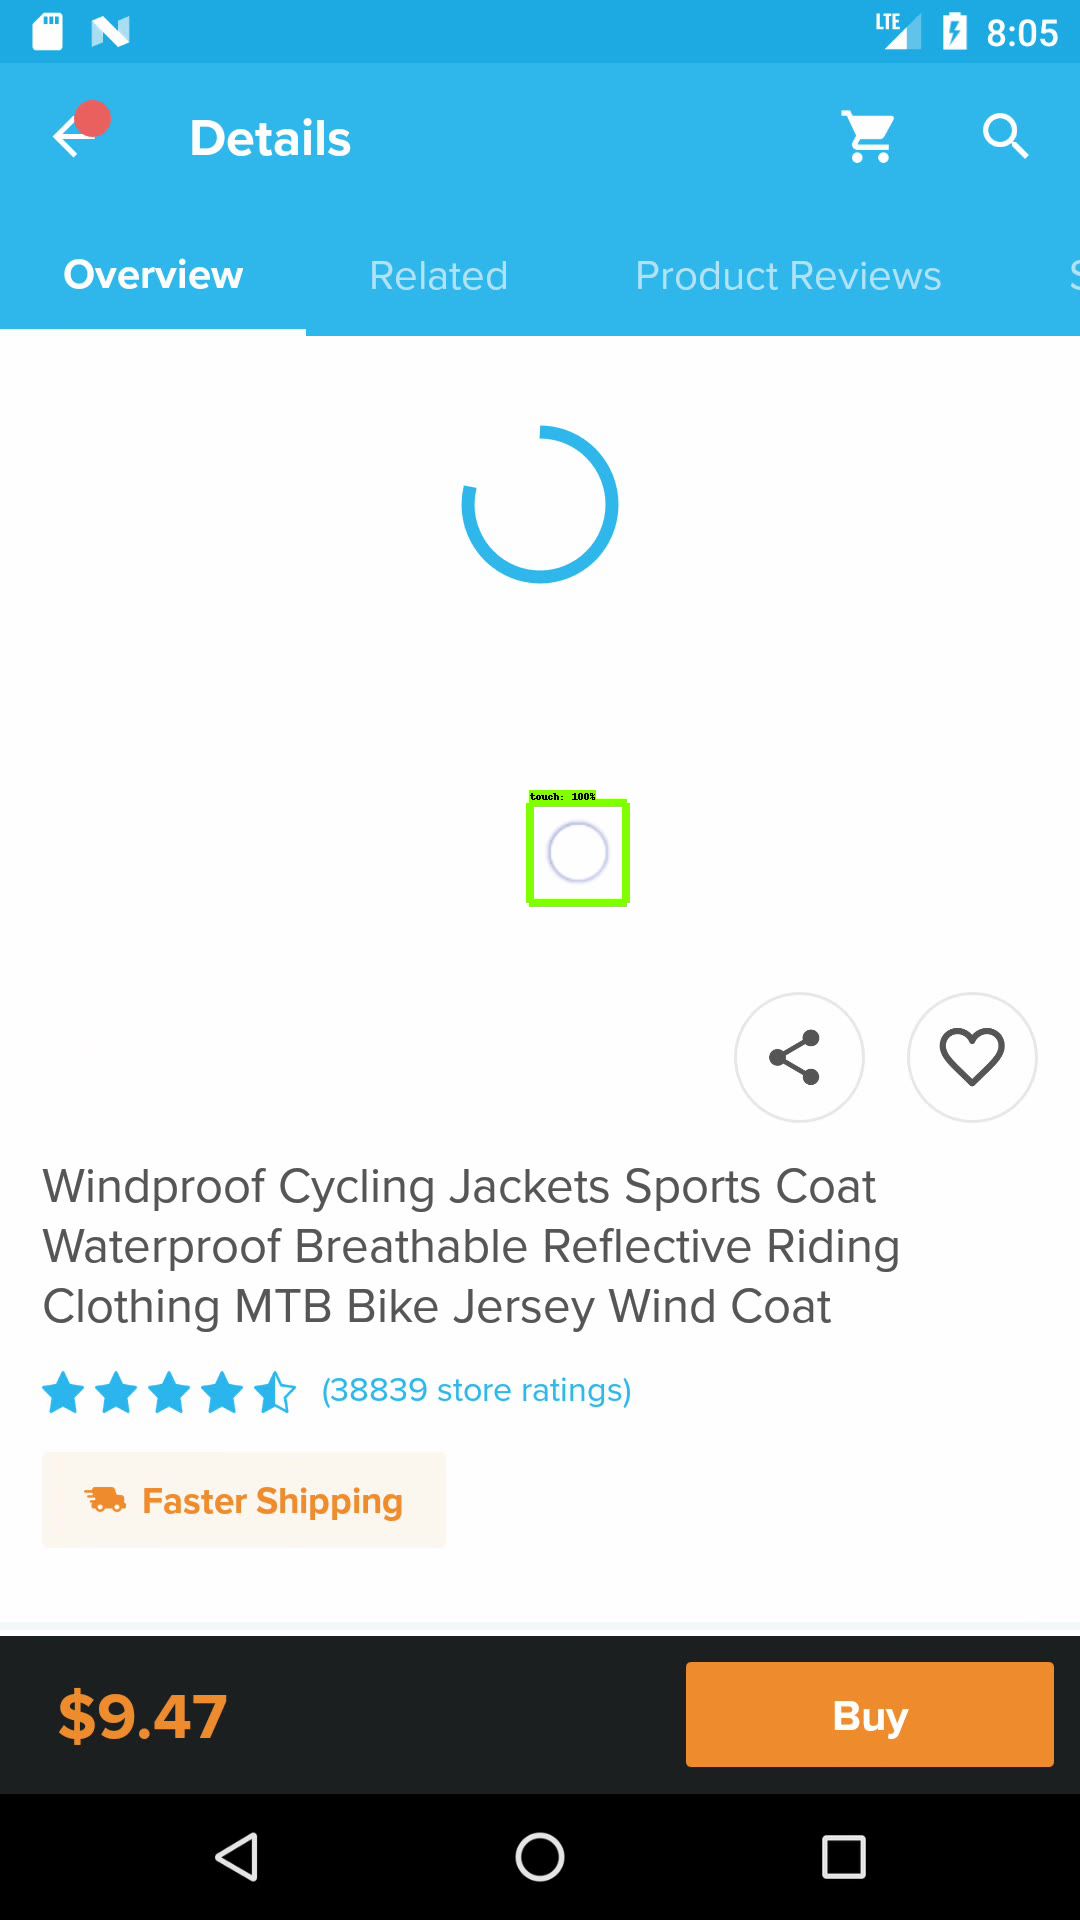 LTE 8:05
Details
Overview Related Product Reviews S
touch: 100%
Windproof Cycling Jackets Sports Coat
Waterproof Breathable Reflective Riding
Clothing MTB Bike Jersey Wind Coat
(38839 store ratings)
Faster Shipping
$9.47 Buy